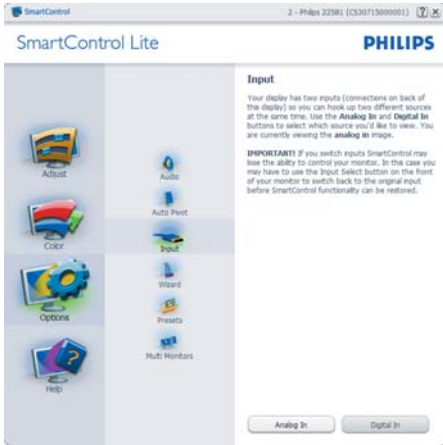 SmartControl
2 - Philips 225B1 (CS30715000001)
SmartControl Lite
PHILIPS
Adjust
Color
Options
Help
Audio
Auto Pivot
Input
Wizard
Presets
Multi Monitors
Input
Your display has two inputs (connections on back of
the display) so you can hook up two different sources
at the same time. Use the Analog In and Digital In
buttons to select which source you'd like to view. You
are currently viewing the analog in image.
IMPORTANT! If you switch inputs SmartControl may
lose the ability to control your monitor. In this case you
may have to use the Input Select button on the front
of your monitor to switch back to the original input
before SmartControl functionality can be restored.
Analog In
Digital In